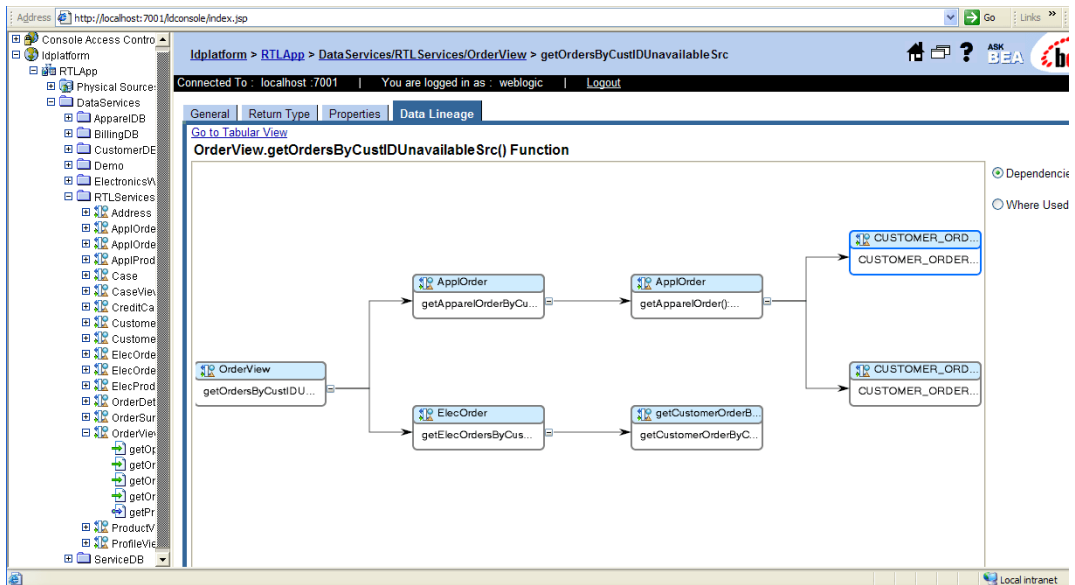 Address http://localhost:7001/ldconsole/index.jsp Go Links »
Console Access Contro
ldplatform
RTLApp
Physical Source
DataServices
ApparelDB
BillingDB
CustomerDE
Demo
ElectronicsW
RTLServices
Address
ApplOrde
ApplOrde
ApplProd
Case
CaseView
CreditCa
Custome
Custome
ElecOrde
ElecOrde
ElecProd
OrderDet
OrderSur
OrderView
getOp
getOr
getOr
getOr
getPr
ProductV
ProfileVie
ServiceDB
ldplatform > RTLApp > DataServices/RTLServices/OrderView > getOrdersByCustIDUnavailableSrc
? ASK BEA
Connected To : localhost :7001 | You are logged in as : weblogic | Logout
General Return Type Properties Data Lineage
Go to Tabular View
OrderView.getOrdersByCustIDUnavailableSrc() Function
Dependencie
Where Used
CUSTOMER_ORD...
CUSTOMER_ORDER...
ApplOrder
getApparelOrderByCu...
ApplOrder
getApparelOrder():...
OrderView
getOrdersByCustIDU...
CUSTOMER_ORD...
CUSTOMER_ORDER...
ElecOrder
getElecOrdersByCus...
getCustomerOrderB...
getCustomerOrderByC...
Local intranet